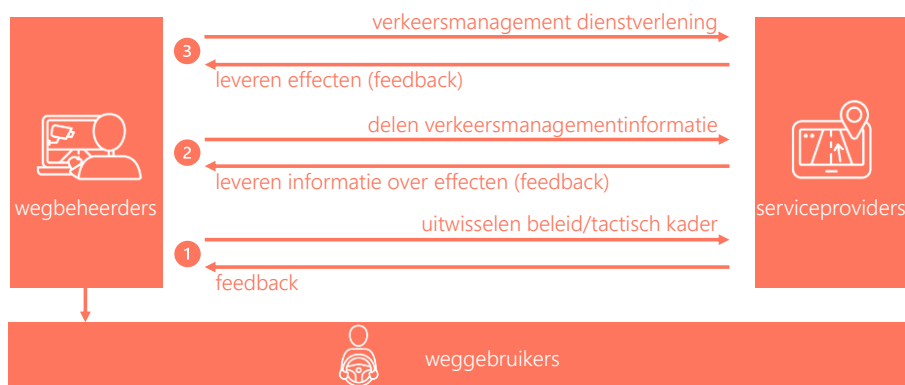 verkeersmanagement dienstverlening
3
leveren effecten (feedback)
delen verkeersmanagementinformatie
2
leveren informatie over effecten (feedback)
wegbeheerders
serviceproviders
uitwisselen beleid/tactisch kader
1
feedback
weggebruikers